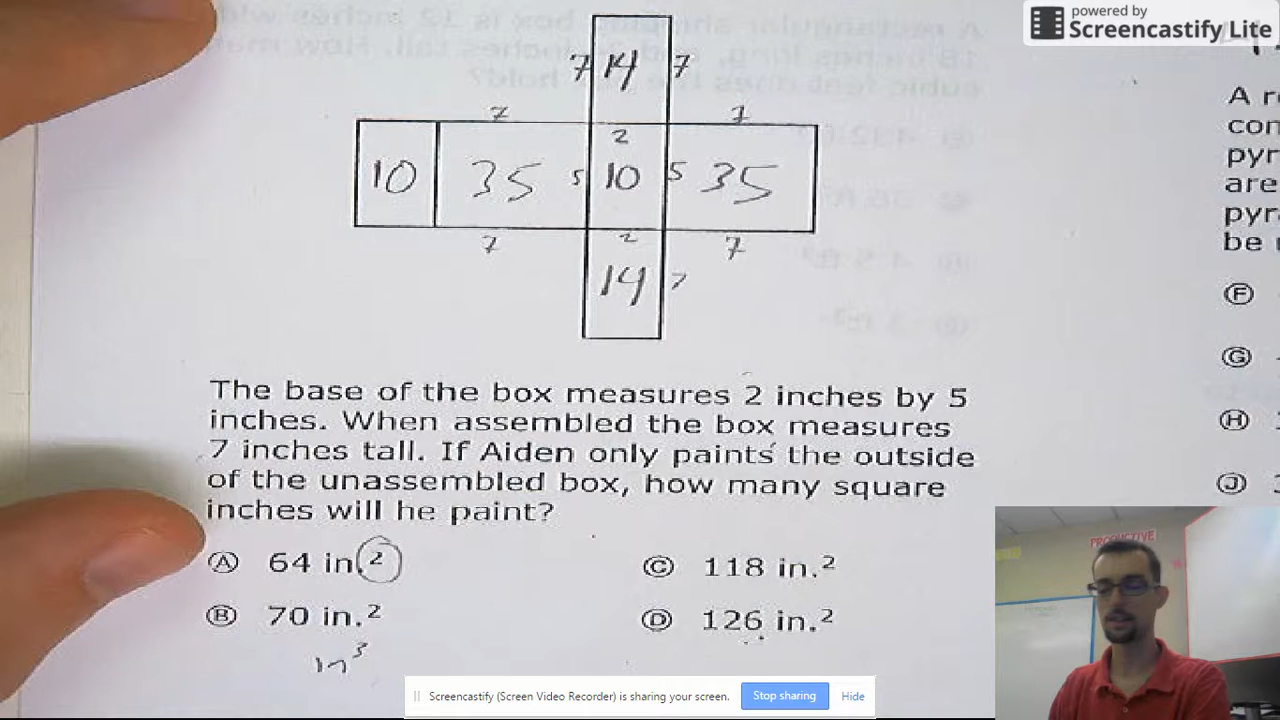 powered by
Screencastify Lite
7 14 7
7 7
2
10 35 5 10 5 35
7 2 7
14 7
The base of the box measures 2 inches by 5
inches. When assembled the box measures
7 inches tall. If Aiden only paints the outside
of the unassembled box, how many square
inches will he paint?
A 64 in.²
B 70 in.²
C 118 in.²
D 126 in.²
in³
A re
con
pyr
are
pyra
be r
F
G
H
J
PRODUCTIVE
Screencastify (Screen Video Recorder) is sharing your screen.
Stop sharing
Hide